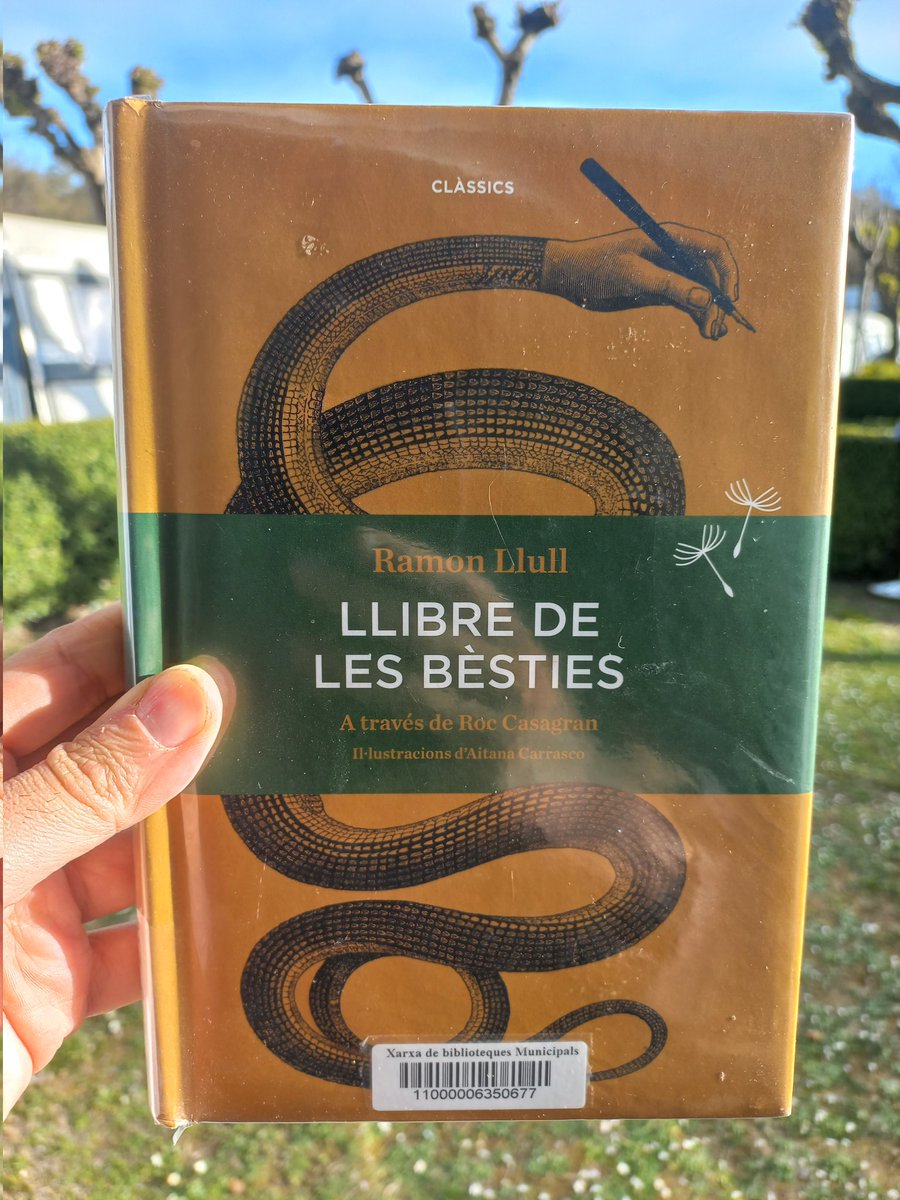 CLÀSSICS
Ramon Llull
LLIBRE DE
LES BÈSTIES
A través de Roc Casagran
Il·lustracions d'Aitana Carrasco
Xarxa de biblioteques Municipals
11000006350677